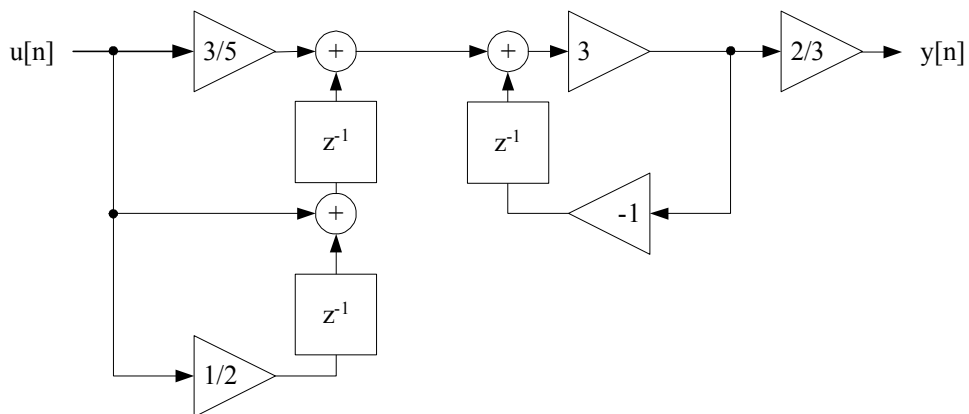 u[n] 3/5 + + 3 2/3 y[n]
z⁻¹ z⁻¹
+ -1
z⁻¹
1/2